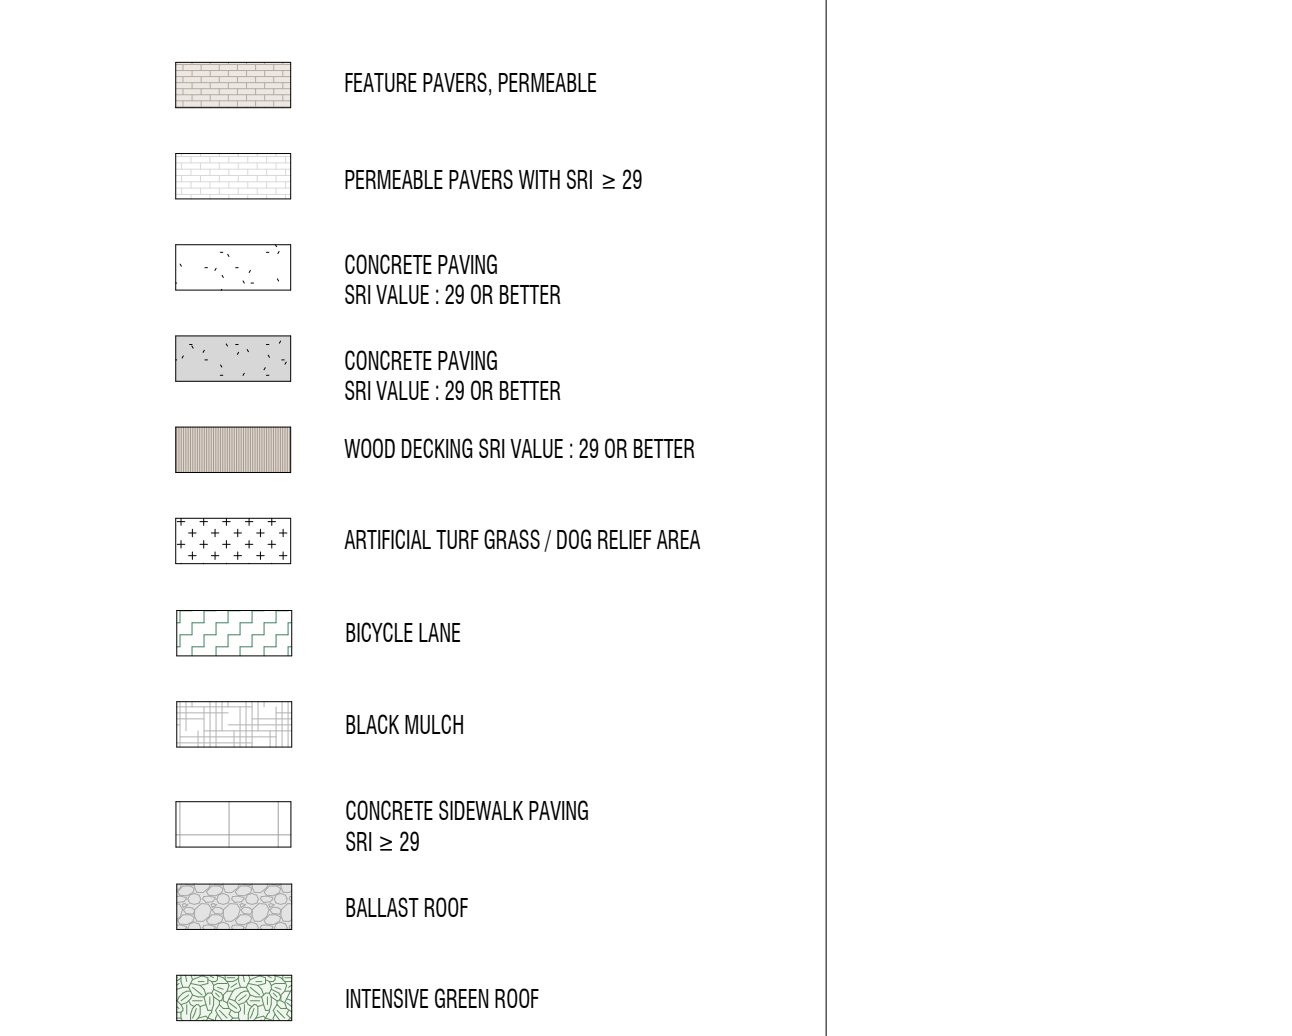 FEATURE PAVERS, PERMEABLE
PERMEABLE PAVERS WITH SRI ≥ 29
CONCRETE PAVING
SRI VALUE : 29 OR BETTER
CONCRETE PAVING
SRI VALUE : 29 OR BETTER
WOOD DECKING SRI VALUE : 29 OR BETTER
ARTIFICIAL TURF GRASS / DOG RELIEF AREA
BICYCLE LANE
BLACK MULCH
CONCRETE SIDEWALK PAVING
SRI ≥ 29
BALLAST ROOF
INTENSIVE GREEN ROOF